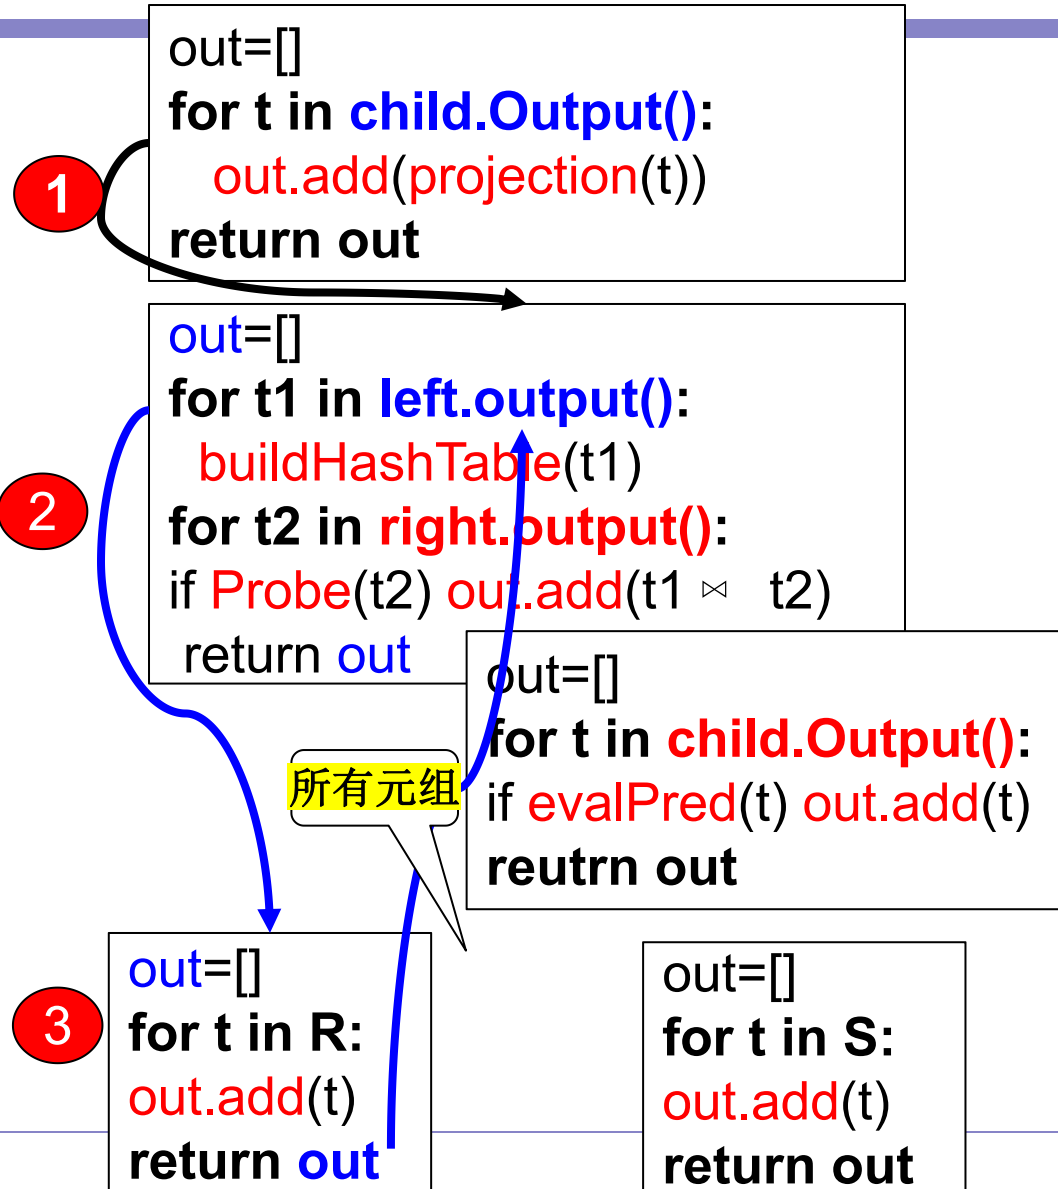 out=[]
for t in child.Output():
out.add(projection(t))
return out
1
out=[]
for t1 in left.output():
buildHashTable(t1)
for t2 in right.output():
if Probe(t2) out.add(t1 ⋈ t2)
return out
2
out=[]
for t in child.Output():
if evalPred(t) out.add(t)
reutrn out
所有元组
3
out=[]
for t in R:
out.add(t)
return out
out=[]
for t in S:
out.add(t)
return out